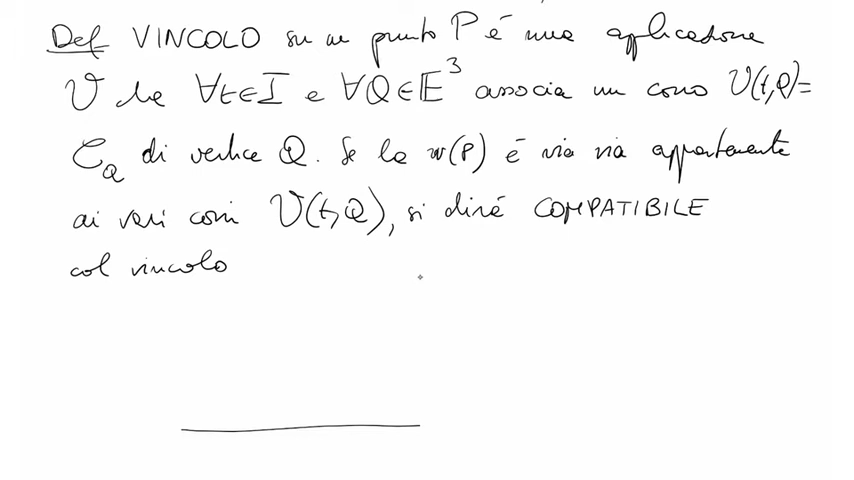 Def VINCOLO su un punto P é una applicazione
V che ∀t∈I e ∀Q∈E³ associa un cono V(t,Q)=
C_Q di vertice Q. Se la w(P) é via via appartenente
ai vari coni V(t,Q), si dirá COMPATIBILE
col vincolo